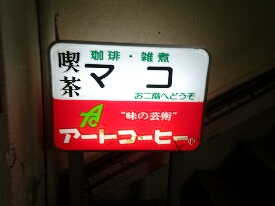 珈琲・雑煮
喫茶
マコ
お二階へどうぞ
"味の芸術"
アートコーヒー